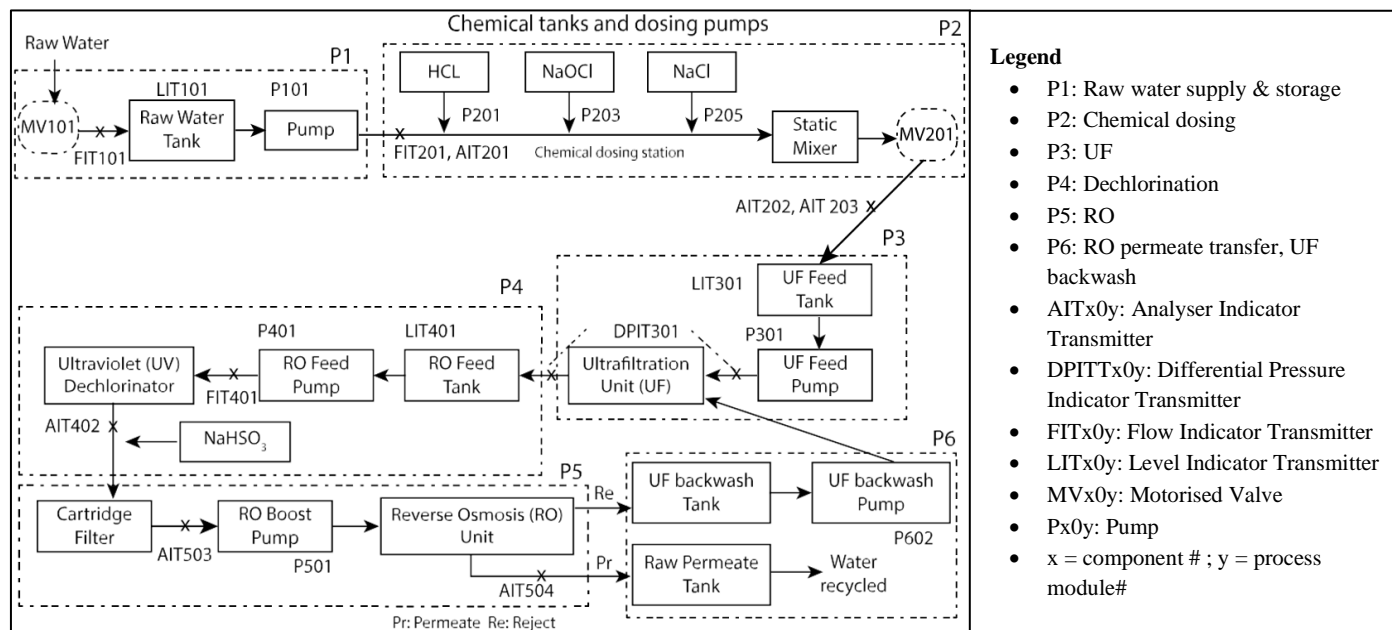 Chemical tanks and dosing pumps
P2
Raw Water
P1
LIT101
P101
MV101
FIT101
Raw Water
Tank
Pump
HCL
NaOCl
NaCl
P201
P203
P205
FIT201, AIT201
Chemical dosing station
Static
Mixer
MV201
AIT202, AIT 203
P3
LIT301
UF Feed
Tank
P301
UF Feed
Pump
DPIT301
Ultrafiltration
Unit (UF)
P4
LIT401
RO Feed
Tank
P401
RO Feed
Pump
FIT401
Ultraviolet (UV)
Dechlorinator
AIT402
NaHSO3
P5
Cartridge
Filter
AIT503
RO Boost
Pump
P501
Reverse Osmosis (RO)
Unit
AIT504
Re
Pr
P6
UF backwash
Tank
UF backwash
Pump
P602
Raw Permeate
Tank
Water
recycled
Pr: Permeate Re: Reject
Legend
• P1: Raw water supply & storage
• P2: Chemical dosing
• P3: UF
• P4: Dechlorination
• P5: RO
• P6: RO permeate transfer, UF
backwash
• AITx0y: Analyser Indicator
Transmitter
• DPITTx0y: Differential Pressure
Indicator Transmitter
• FITx0y: Flow Indicator Transmitter
• LITx0y: Level Indicator Transmitter
• MVx0y: Motorised Valve
• Px0y: Pump
• x = component # ; y = process
module#